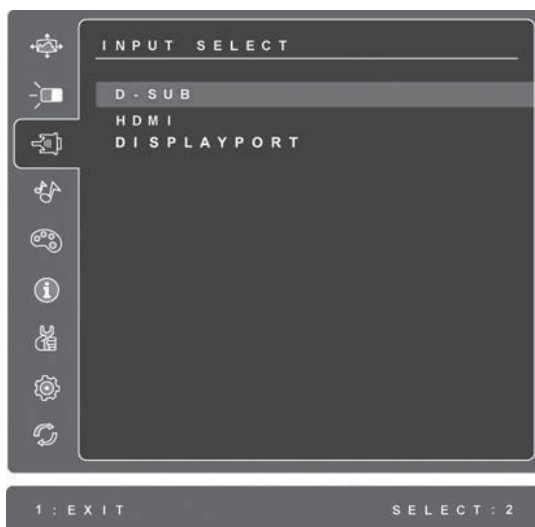 INPUT SELECT
D-SUB
HDMI
DISPLAYPORT
1:EXIT SELECT:2